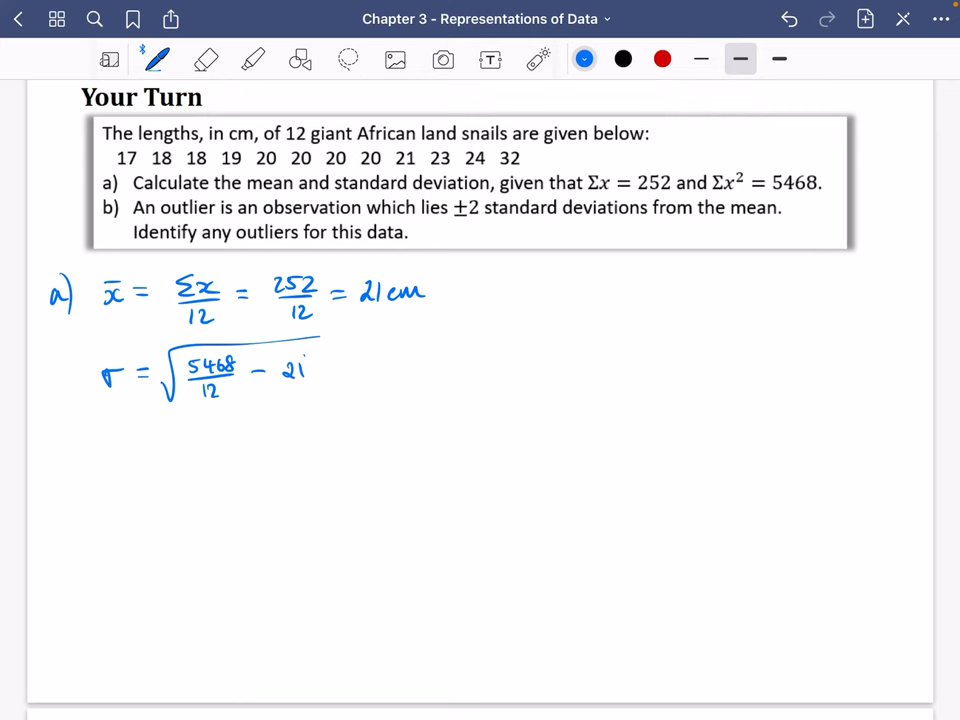 Chapter 3 - Representations of Data
Your Turn
The lengths, in cm, of 12 giant African land snails are given below:
17 18 18 19 20 20 20 20 21 23 24 32
a) Calculate the mean and standard deviation, given that Σx = 252 and Σx² = 5468.
b) An outlier is an observation which lies ±2 standard deviations from the mean.
Identify any outliers for this data.
a) x̄ = Σx/12 = 252/12 = 21 cm
σ = √(5468/12 - 21